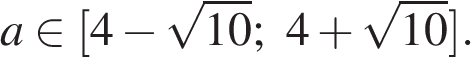 a ∈ [4 − √10; 4 + √10].